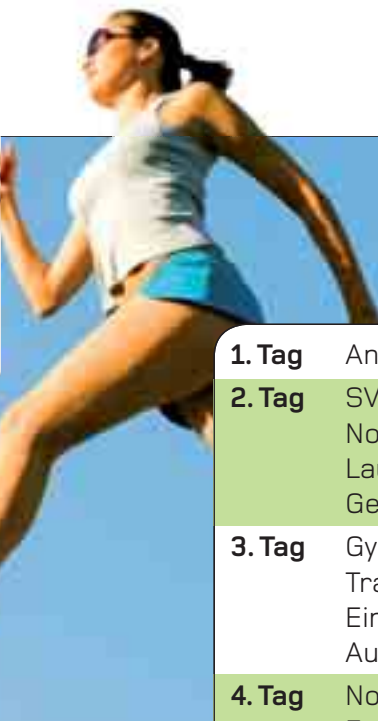 1. Tag An
2. Tag SV
No
La
Ge
3. Tag Gy
Tra
Ein
Au
4. Tag No